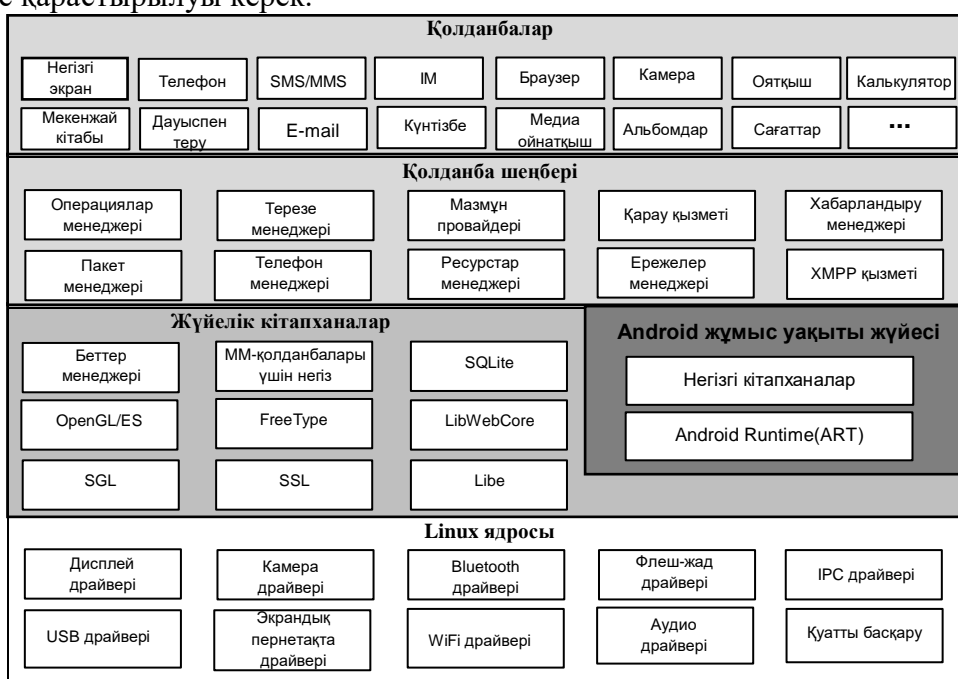 қарастырылуы керек.
Қолданбалар
Негізгі
экран
Телефон
SMS/MMS
IM
Браузер
Камера
Оятқыш
Калькулятор
Мекенжай
кітабы
Дауыспен
теру
E-mail
Күнтізбе
Медиа
ойнатқыш
Альбомдар
Сағаттар
...
Қолданба шеңбері
Операциялар
менеджері
Терезе
менеджері
Мазмұн
провайдері
Қарау қызметі
Хабарландыру
менеджері
Пакет
менеджері
Телефон
менеджері
Ресурстар
менеджері
Ережелер
менеджері
XMPP қызметі
Жүйелік кітапханалар
Беттер
менеджері
ММ-қолданбалары
үшін негіз
SQLite
OpenGL/ES
FreeType
LibWebCore
SGL
SSL
Libe
Android жұмыс уақыты жүйесі
Негізгі кітапханалар
Android Runtime(ART)
Linux ядросы
Дисплей
драйвері
Камера
драйвері
Bluetooth
драйвері
Флеш-жад
драйвері
IPC драйвері
USB драйвері
Экрандық
пернетақта
драйвері
WiFi драйвері
Аудио
драйвері
Қуатты басқару